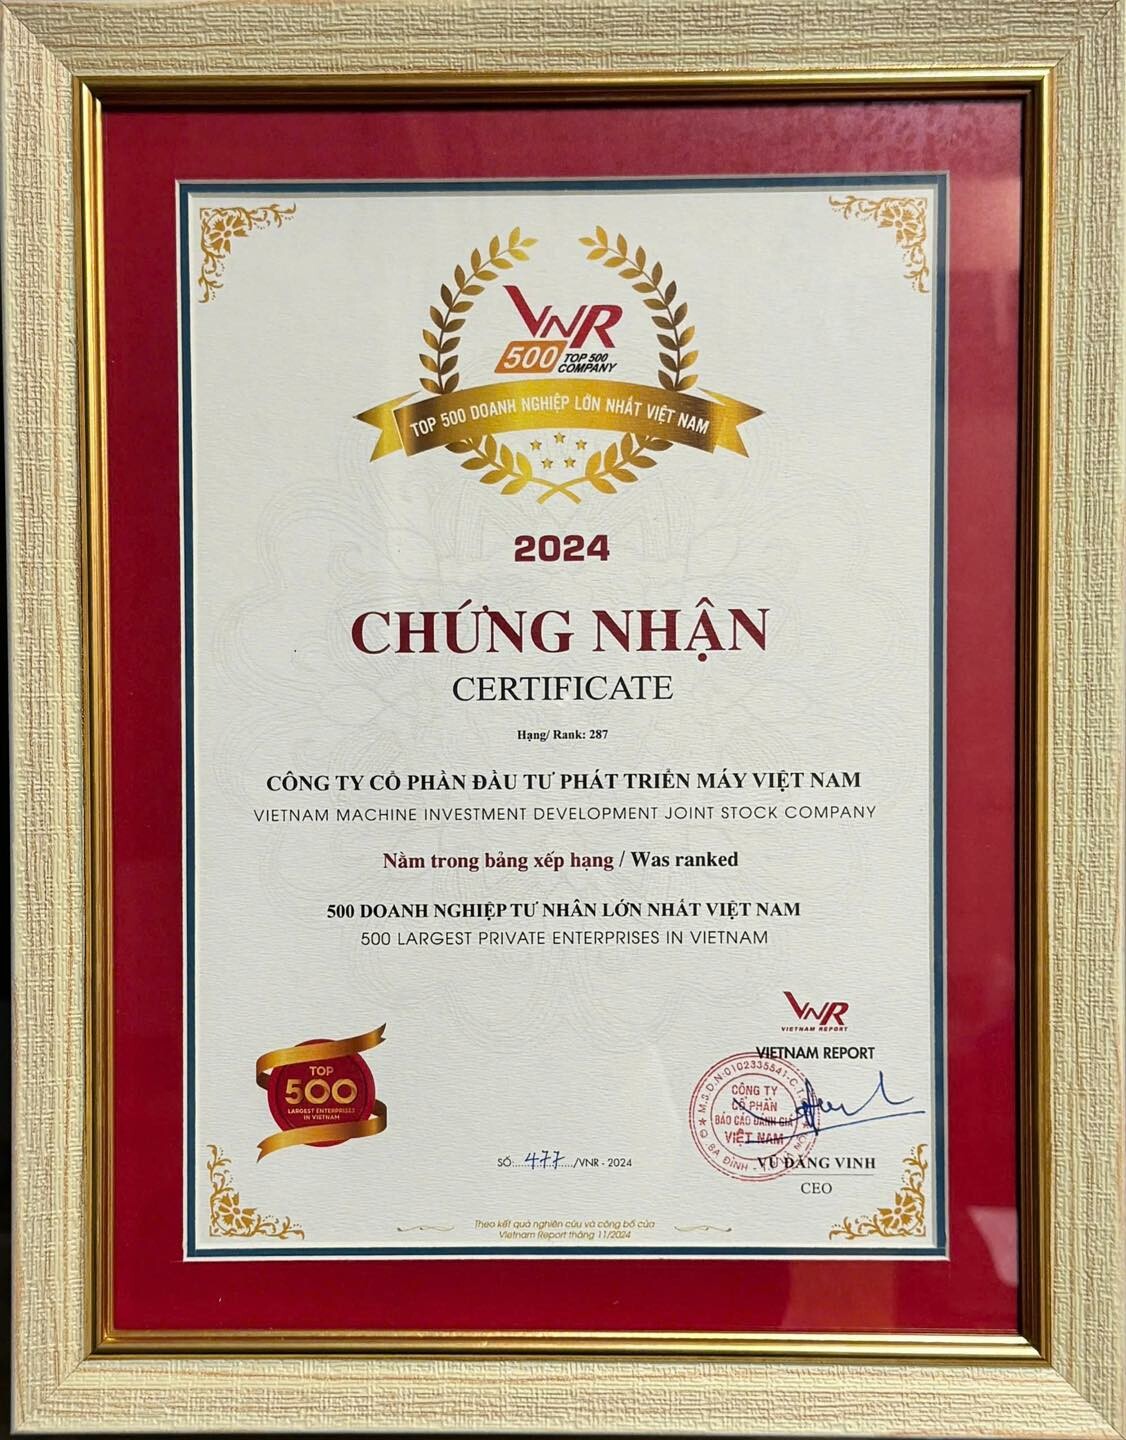 VNR
500 TOP 500
COMPANY
TOP 500 DOANH NGHIỆP LỚN NHẤT VIỆT NAM
2024
CHỨNG NHẬN
CERTIFICATE
Hạng/ Rank: 287
CÔNG TY CỔ PHẦN ĐẦU TƯ PHÁT TRIỂN MÁY VIỆT NAM
VIETNAM MACHINE INVESTMENT DEVELOPMENT JOINT STOCK COMPANY
Nằm trong bảng xếp hạng / Was ranked
500 DOANH NGHIỆP TƯ NHÂN LỚN NHẤT VIỆT NAM
500 LARGEST PRIVATE ENTERPRISES IN VIETNAM
VNR
VIETNAM REPORT
VIETNAM REPORT
M.S.D.N:0102335541-C.T.
CÔNG TY
CỔ PHẦN
BÁO CÁO ĐÁNH GIÁ
VIỆT NAM
Q. BA ĐÌNH -
VŨ ĐĂNG VINH
CEO
TOP
500
LARGEST ENTERPRISES
IN VIETNAM
SỐ:....477..../VNR - 2024
Theo kết quả nghiên cứu và công bố của
Vietnam Report tháng 11/2024